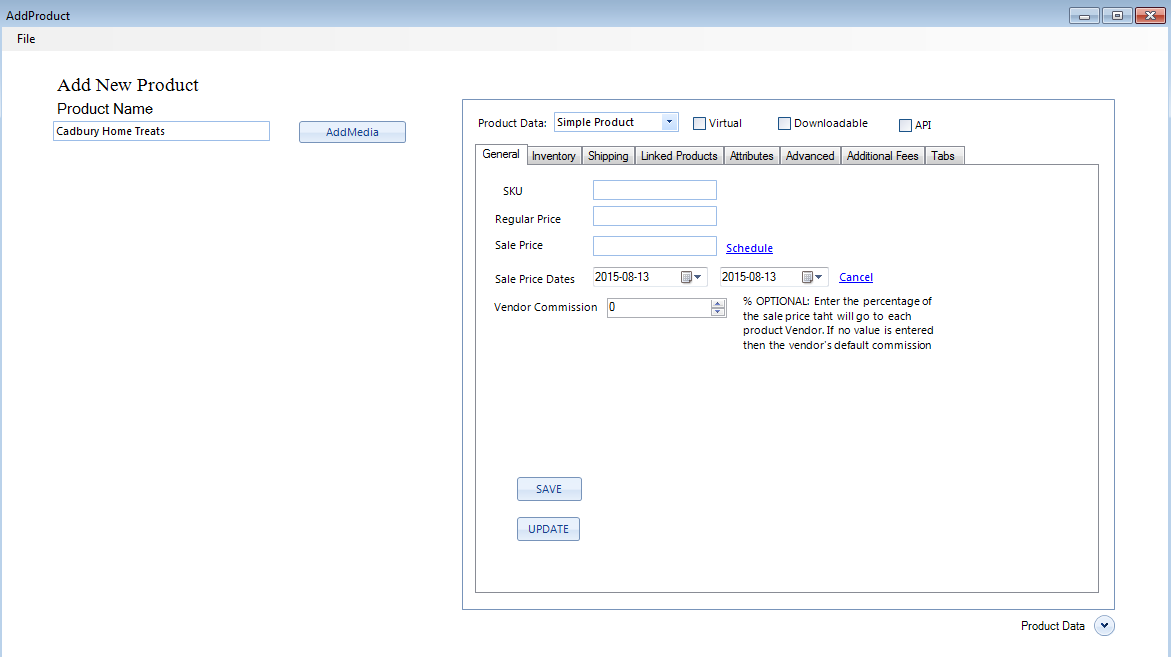 AddProduct
File
Add New Product
Product Name
Cadbury Home Treats
AddMedia
Product Data: Simple Product Virtual Downloadable API
General Inventory Shipping Linked Products Attributes Advanced Additional Fees Tabs
SKU
Regular Price
Sale Price Schedule
Sale Price Dates 2015-08-13 2015-08-13 Cancel
Vendor Commission 0
% OPTIONAL: Enter the percentage of
the sale price taht will go to each
product Vendor. If no value is entered
then the vendor's default commission
SAVE
UPDATE
Product Data